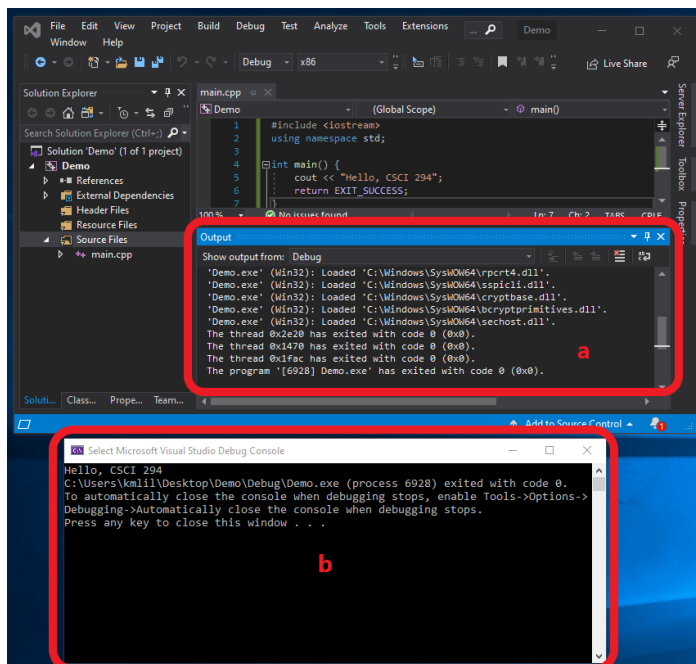 File Edit View Project Build Debug Test Analyze Tools Extensions ... Demo
Window Help
Debug x86 Live Share
Solution Explorer
Search Solution Explorer (Ctrl+;)
Solution 'Demo' (1 of 1 project)
Demo
References
External Dependencies
Header Files
Resource Files
Source Files
main.cpp
Soluti... Class... Prope... Team...
main.cpp
Demo (Global Scope) main()
1 #include <iostream>
2 using namespace std;
3
4 int main() {
5 cout << "Hello, CSCI 294";
6 return EXIT_SUCCESS;
7 }
100 % No issues found Ln: 7 Ch: 2 TABS CRLF
Server Explorer
Toolbox
Properties
Output
Show output from: Debug
'Demo.exe' (Win32): Loaded 'C:\Windows\SysWOW64\rpcrt4.dll'.
'Demo.exe' (Win32): Loaded 'C:\Windows\SysWOW64\sspicli.dll'.
'Demo.exe' (Win32): Loaded 'C:\Windows\SysWOW64\cryptbase.dll'.
'Demo.exe' (Win32): Loaded 'C:\Windows\SysWOW64\bcryptprimitives.dll'.
'Demo.exe' (Win32): Loaded 'C:\Windows\SysWOW64\sechost.dll'.
The thread 0x2e20 has exited with code 0 (0x0).
The thread 0x1470 has exited with code 0 (0x0).
The thread 0x1fac has exited with code 0 (0x0).
The program '[6928] Demo.exe' has exited with code 0 (0x0).
a
Add to Source Control 1
Select Microsoft Visual Studio Debug Console
Hello, CSCI 294
C:\Users\kmlil\Desktop\Demo\Debug\Demo.exe (process 6928) exited with code 0.
To automatically close the console when debugging stops, enable Tools->Options->
Debugging->Automatically close the console when debugging stops.
Press any key to close this window . . .
b